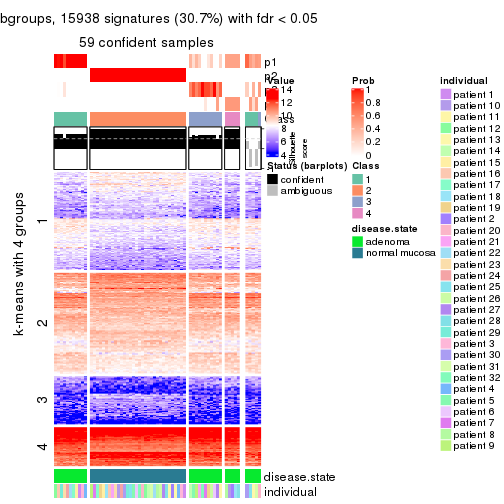 bgroups, 15938 signatures (30.7%) with fdr < 0.05
59 confident samples
p1
p2
Value
14
12
10
8
6
4
Silhouette
score
Status (barplots)
confident
ambiguous
Prob
1
0.8
0.6
0.4
0.2
0
Class
1
2
3
4
disease.state
adenoma
normal mucosa
individual
patient 1
patient 10
patient 11
patient 12
patient 13
patient 14
patient 15
patient 16
patient 17
patient 18
patient 19
patient 2
patient 20
patient 21
patient 22
patient 23
patient 24
patient 25
patient 26
patient 27
patient 28
patient 29
patient 3
patient 30
patient 31
patient 32
patient 4
patient 5
patient 6
patient 7
patient 8
patient 9
k-means with 4 groups
1
2
3
4
disease.state
individual